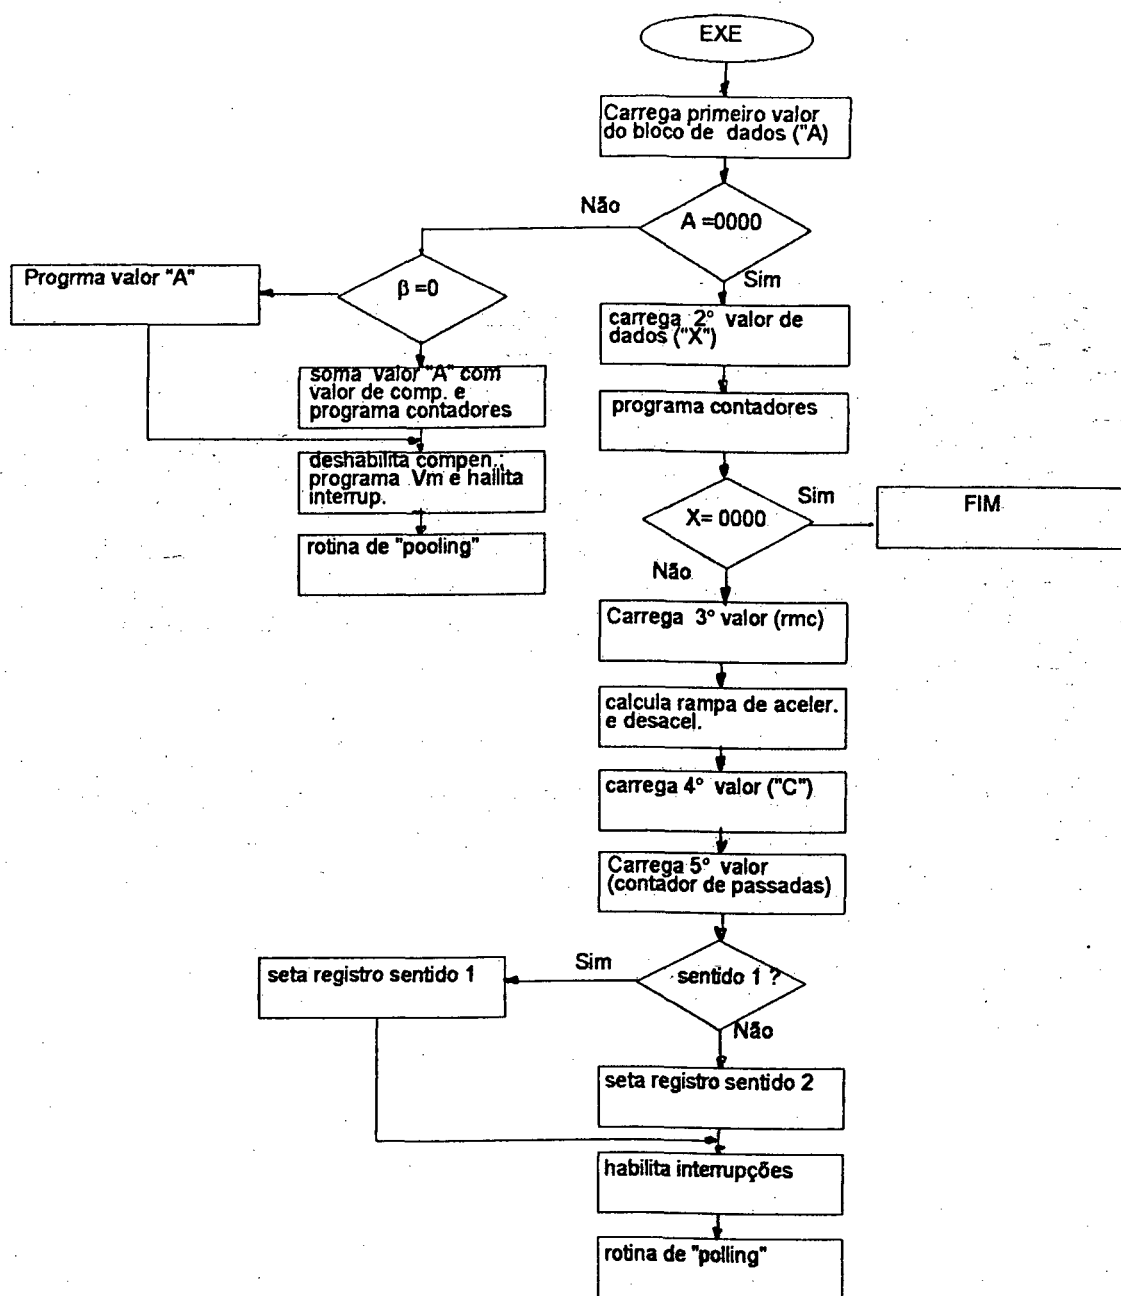 EXE
Carrega primeiro valor
do bloco de dados ("A)
Não
A =0000
Sim
Progrma valor "A"
β =0
carrega 2° valor de
dados ("X")
soma valor "A" com
valor de comp. e
programa contadores
programa contadores
deshabilita compen.;
programa Vm e hallita
interrup.
X= 0000
Sim
FIM
rotina de "pooling"
Não
Carrega 3° valor (rmc)
calcula rampa de aceler.
e desacel.
carrega 4° valor ("C")
Carrega 5° valor
(contador de passadas)
seta registro sentido 1
Sim
sentido 1 ?
Não
seta registro sentido 2
habilita interrupções
rotina de "polling"